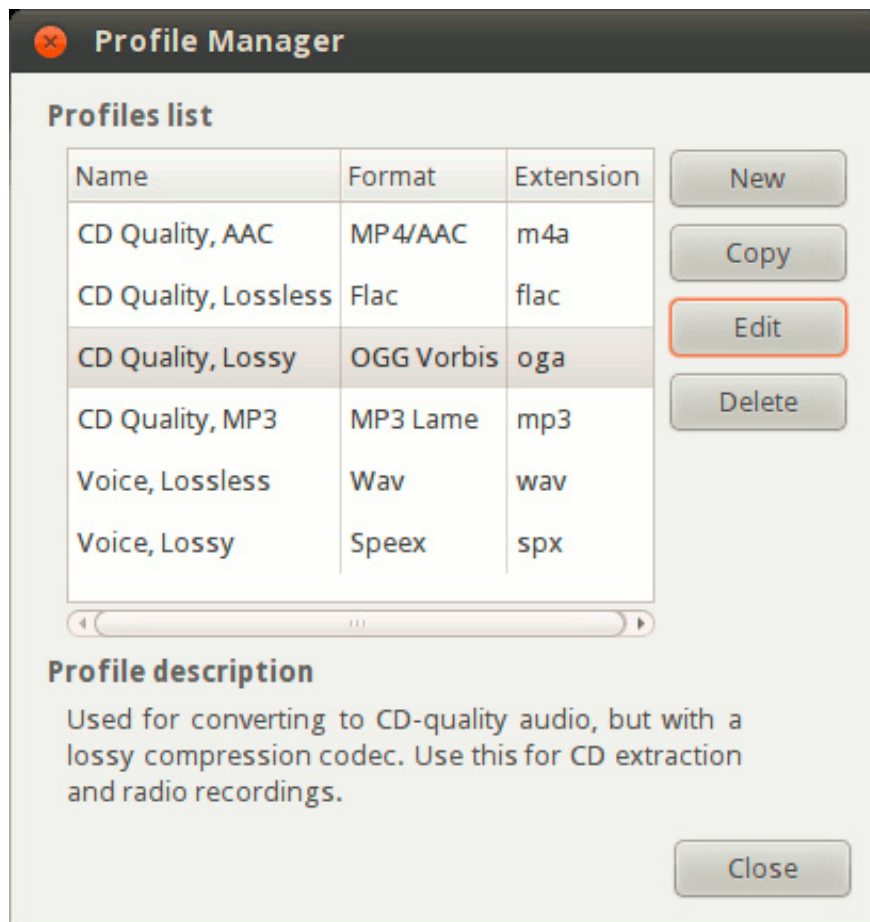 Profile Manager
Profiles list
Name Format Extension
New
CD Quality, AAC MP4/AAC m4a
Copy
CD Quality, Lossless Flac flac
Edit
CD Quality, Lossy OGG Vorbis oga
Delete
CD Quality, MP3 MP3 Lame mp3
Voice, Lossless Wav wav
Voice, Lossy Speex spx
Profile description
Used for converting to CD-quality audio, but with a
lossy compression codec. Use this for CD extraction
and radio recordings.
Close